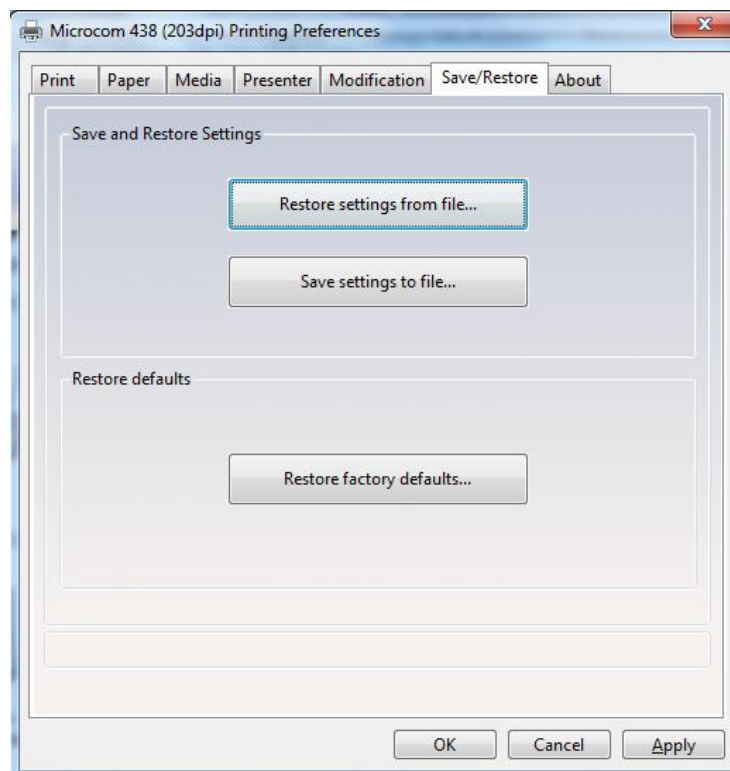 Microcom 438 (203dpi) Printing Preferences
Print Paper Media Presenter Modification Save/Restore About
Save and Restore Settings
Restore settings from file...
Save settings to file...
Restore defaults
Restore factory defaults...
OK Cancel Apply